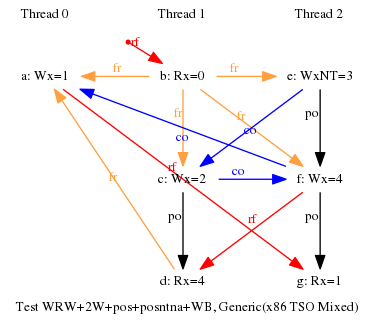 Thread 0 Thread 1 Thread 2
rf
a: Wx=1 fr b: Rx=0 fr e: WxNT=3
fr fr po
co co
rf co
c: Wx=2 f: Wx=4
fr
po rf po
d: Rx=4 g: Rx=1
Test WRW+2W+pos+posntna+WB, Generic(x86 TSO Mixed)